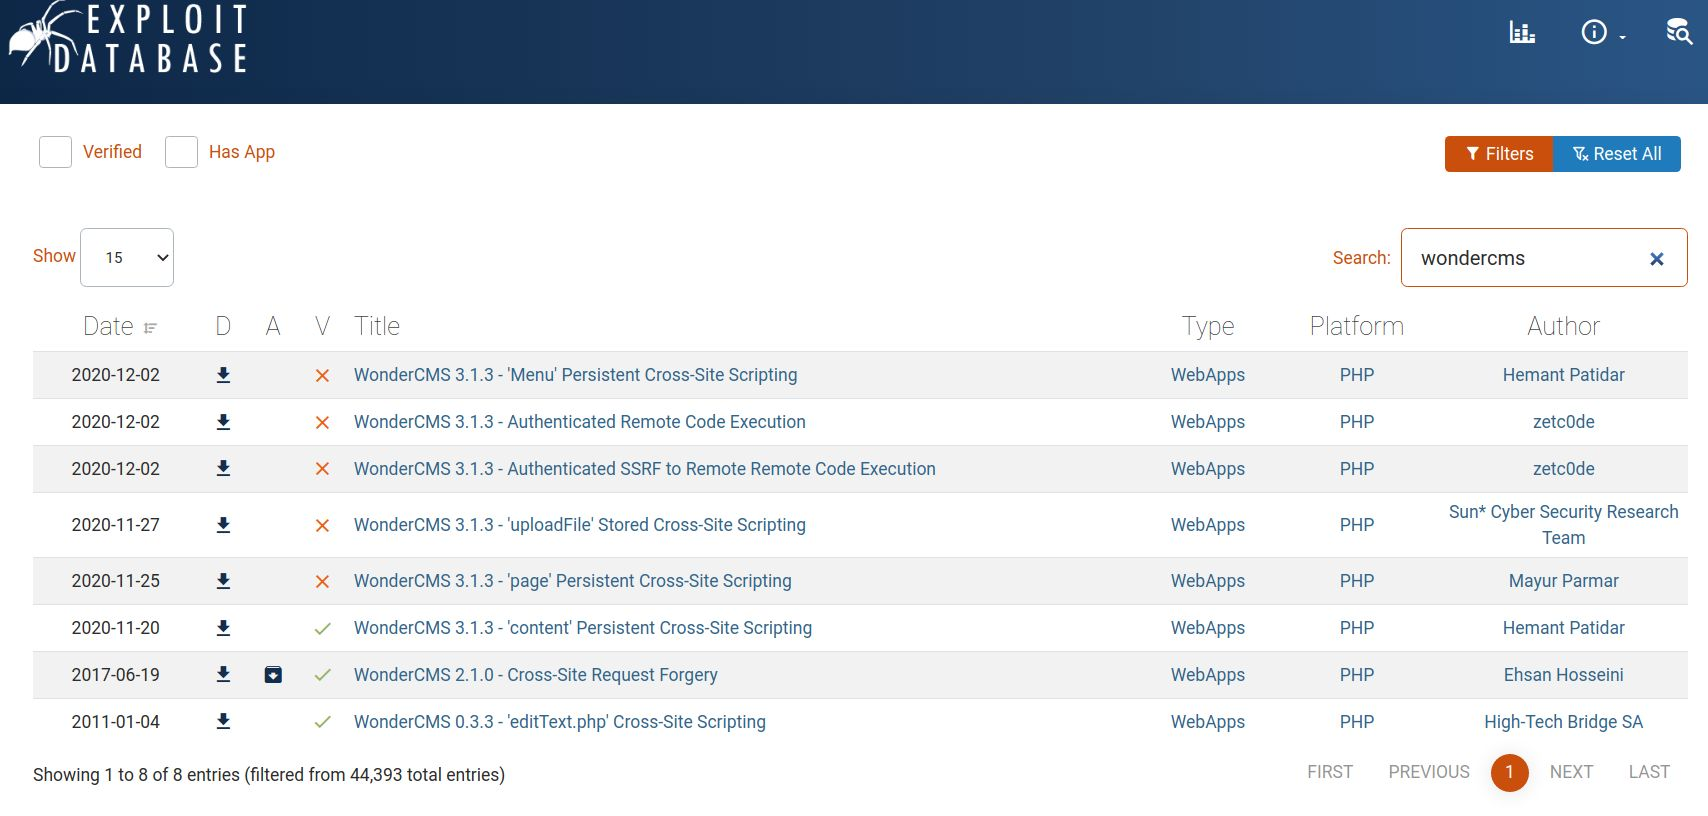 EXPLOIT
DATABASE
Verified Has App Filters Reset All
Show 15 Search: wondercms
Date D A V Title Type Platform Author
2020-12-02 WonderCMS 3.1.3 - 'Menu' Persistent Cross-Site Scripting WebApps PHP Hemant Patidar
2020-12-02 WonderCMS 3.1.3 - Authenticated Remote Code Execution WebApps PHP zetc0de
2020-12-02 WonderCMS 3.1.3 - Authenticated SSRF to Remote Remote Code Execution WebApps PHP zetc0de
2020-11-27 WonderCMS 3.1.3 - 'uploadFile' Stored Cross-Site Scripting WebApps PHP Sun* Cyber Security Research
Team
2020-11-25 WonderCMS 3.1.3 - 'page' Persistent Cross-Site Scripting WebApps PHP Mayur Parmar
2020-11-20 WonderCMS 3.1.3 - 'content' Persistent Cross-Site Scripting WebApps PHP Hemant Patidar
2017-06-19 WonderCMS 2.1.0 - Cross-Site Request Forgery WebApps PHP Ehsan Hosseini
2011-01-04 WonderCMS 0.3.3 - 'editText.php' Cross-Site Scripting WebApps PHP High-Tech Bridge SA
Showing 1 to 8 of 8 entries (filtered from 44,393 total entries) FIRST PREVIOUS 1 NEXT LAST